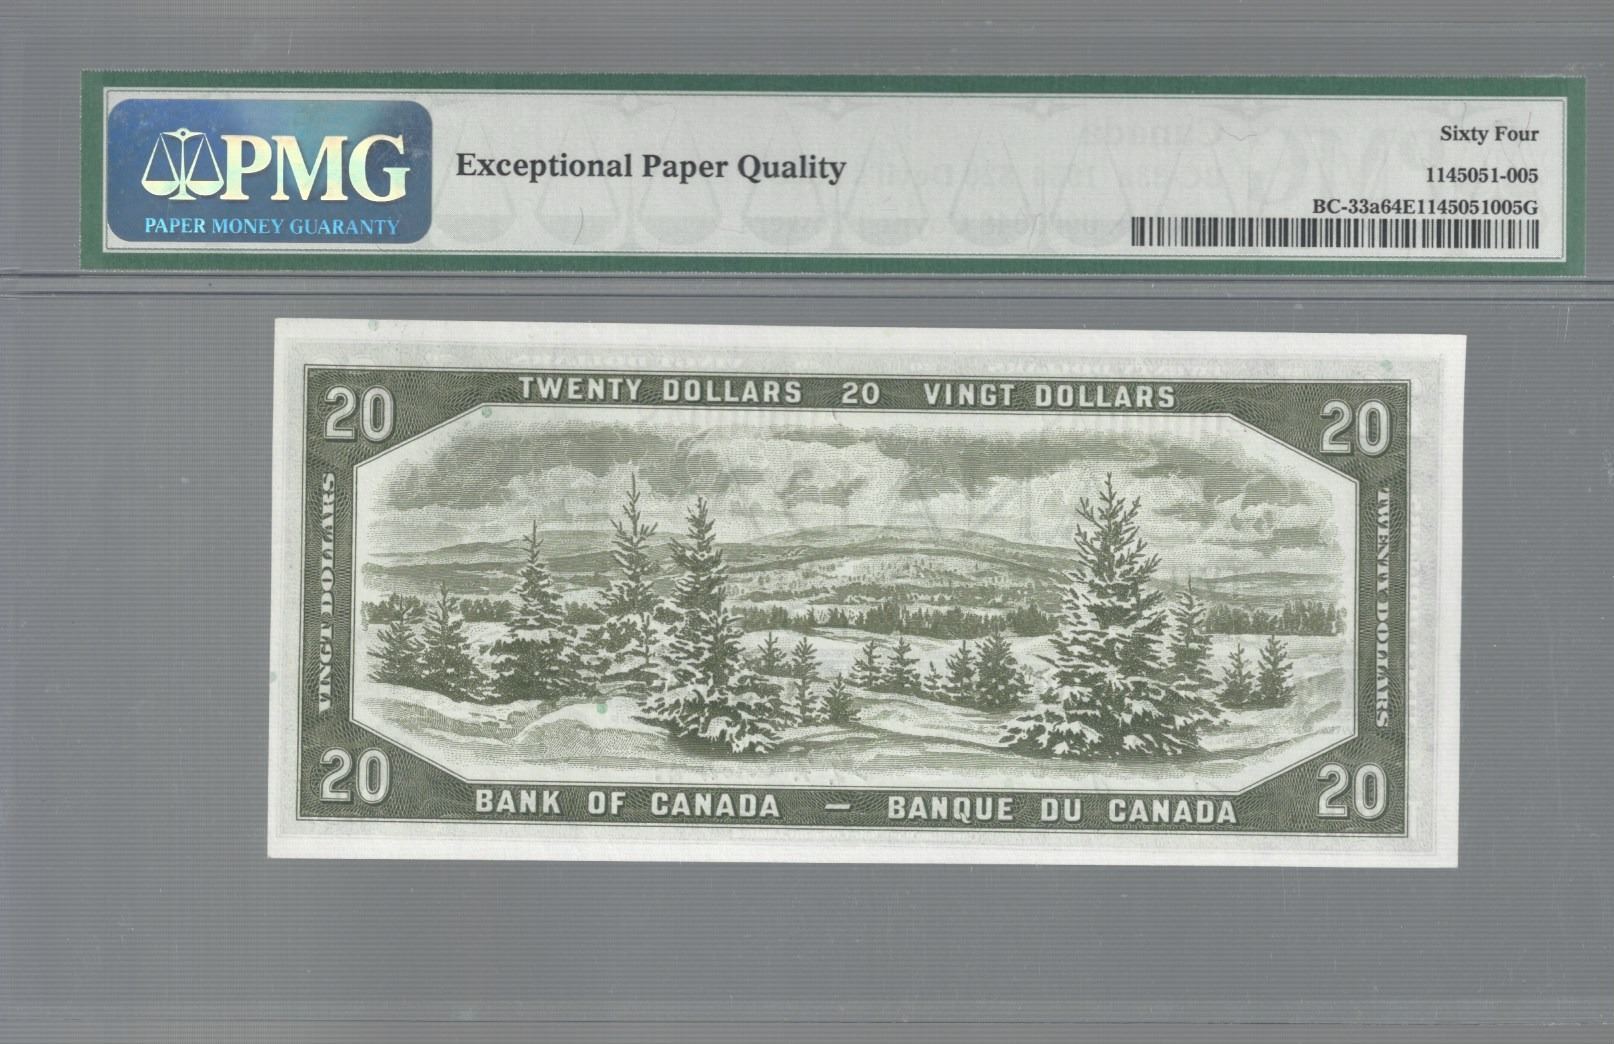 PMG
PAPER MONEY GUARANTY
Exceptional Paper Quality
Sixty Four
1145051-005
BC-33a64E1145051005G
TWENTY DOLLARS 20 VINGT DOLLARS
20
20
VINGT DOLLARS
TWENTY DOLLARS
20
20
BANK OF CANADA — BANQUE DU CANADA